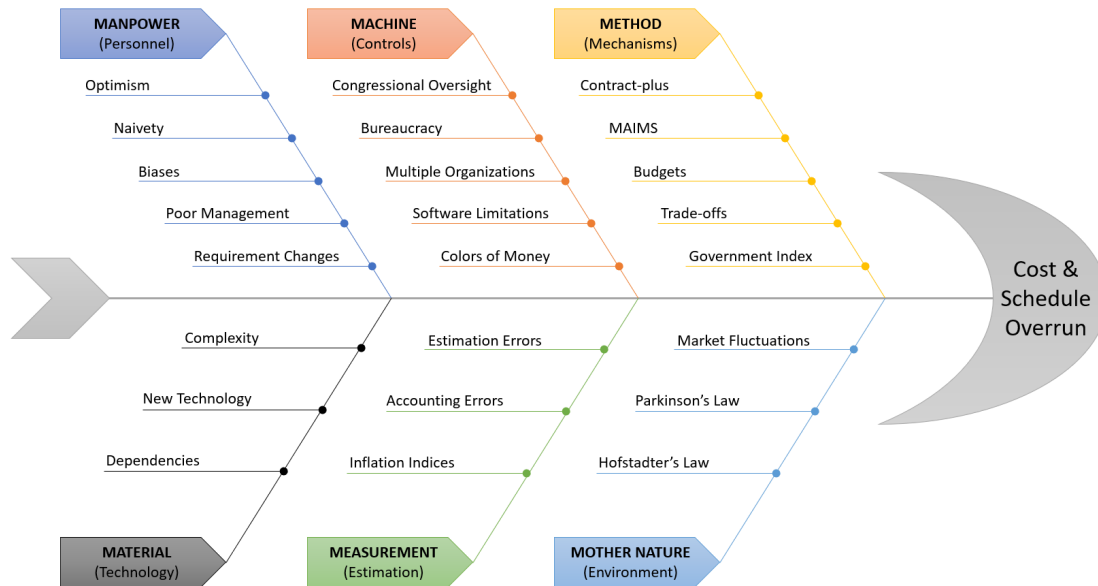 MANPOWER
(Personnel)
Optimism
Naivety
Biases
Poor Management
Requirement Changes
MACHINE
(Controls)
Congressional Oversight
Bureaucracy
Multiple Organizations
Software Limitations
Colors of Money
METHOD
(Mechanisms)
Contract-plus
MAIMS
Budgets
Trade-offs
Government Index
Cost &
Schedule
Overrun
Complexity
New Technology
Dependencies
MATERIAL
(Technology)
Estimation Errors
Accounting Errors
Inflation Indices
MEASUREMENT
(Estimation)
Market Fluctuations
Parkinson’s Law
Hofstadter’s Law
MOTHER NATURE
(Environment)